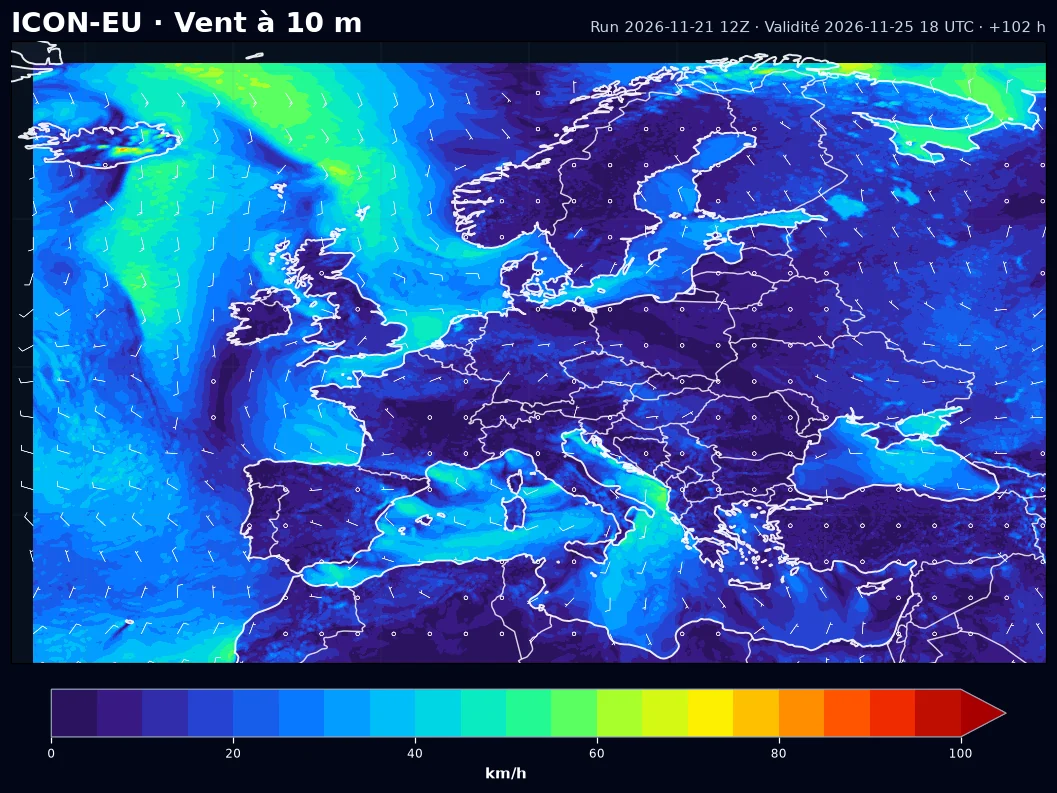 ICON-EU · Vent à 10 m
Run 2026-11-21 12Z · Validité 2026-11-25 18 UTC · +102 h
0 20 40 60 80 100
km/h